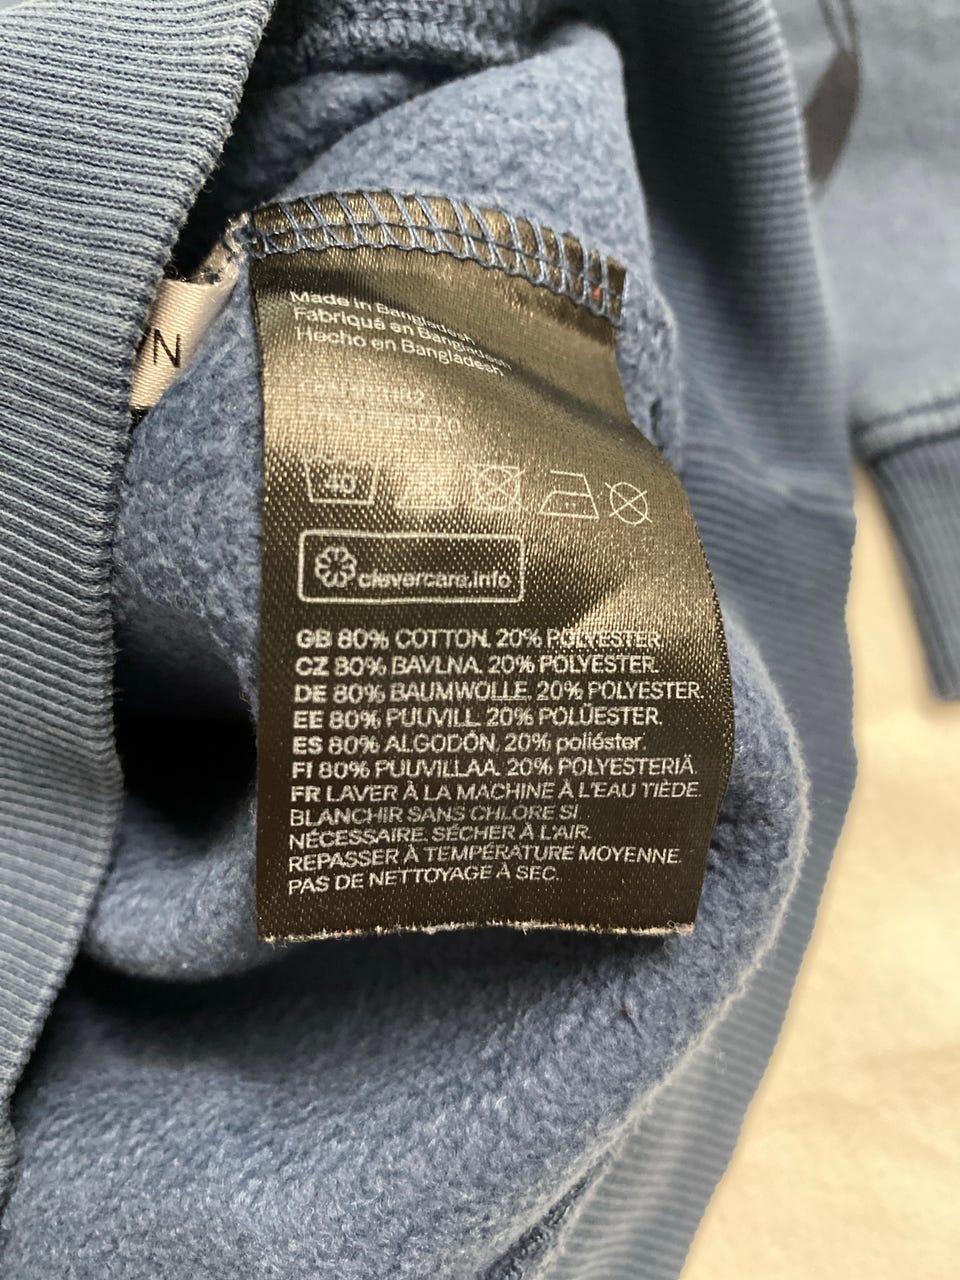 Made in Bangladesh
Fabriqué en Bangladesh
Hecho en Bangladesh
N
40
clevercare.info
GB 80% COTTON, 20% POLYESTER
CZ 80% BAVLNA. 20% POLYESTER.
DE 80% BAUMWOLLE. 20% POLYESTER.
EE 80% PUUVILL. 20% POLÜESTER.
ES 80% ALGODÓN. 20% poliéster.
FI 80% PUUVILLAA. 20% POLYESTERIÄ
FR LAVER À LA MACHINE À L'EAU TIÈDE.
BLANCHIR SANS CHLORE SI
NÉCESSAIRE. SÉCHER À L'AIR.
REPASSER À TEMPÉRATURE MOYENNE.
PAS DE NETTOYAGE À SEC.